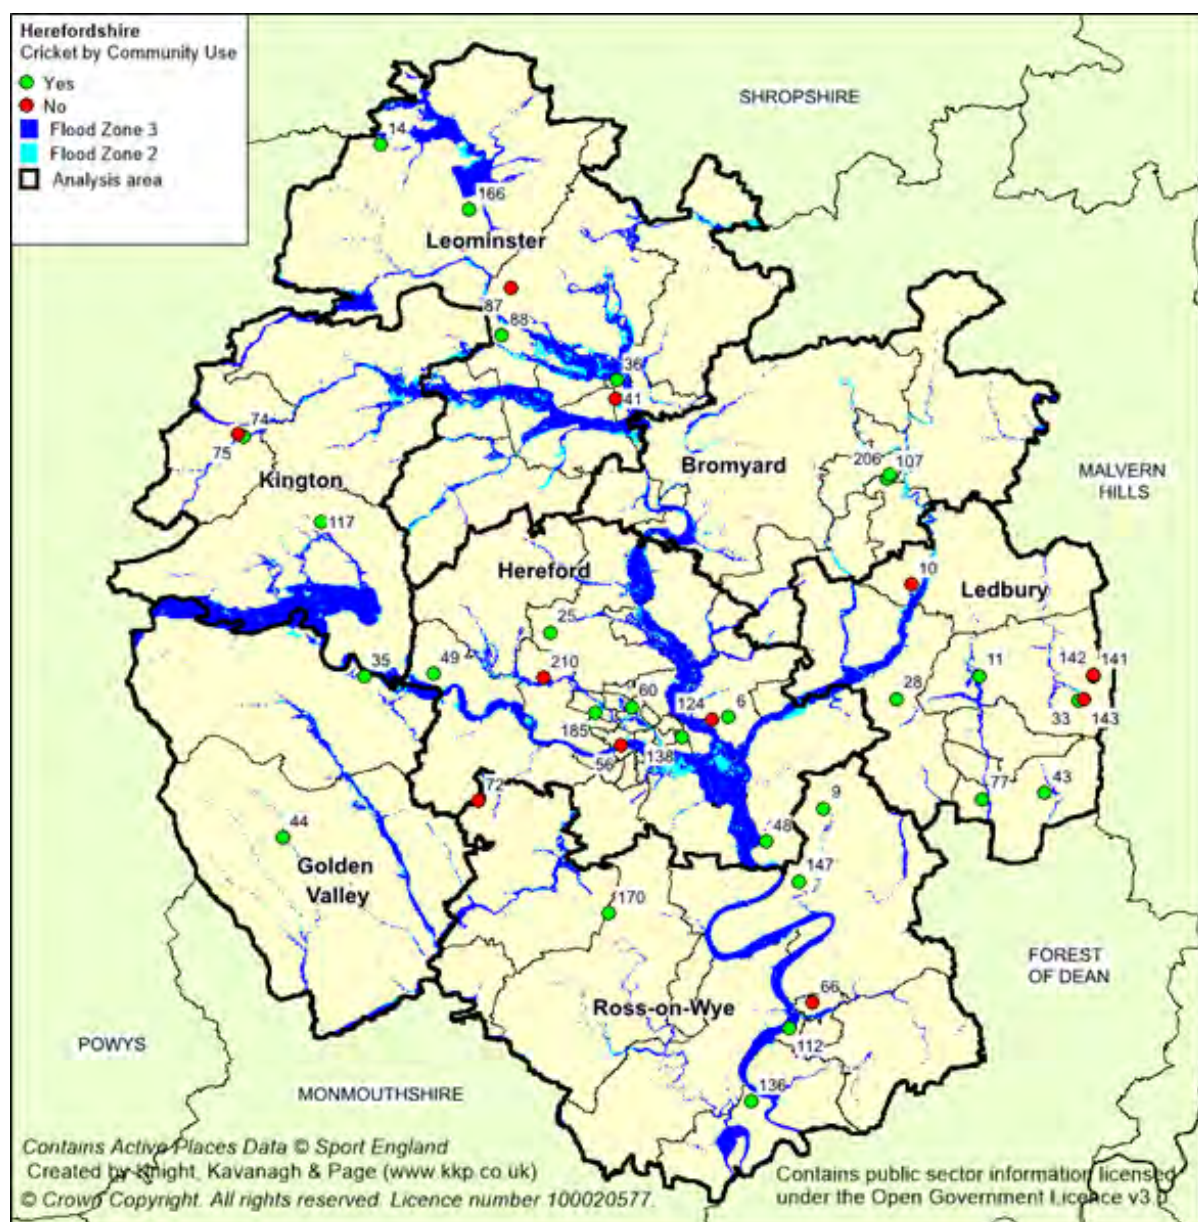 Herefordshire
Cricket by Community Use
Yes
No
Flood Zone 3
Flood Zone 2
Analysis area
SHROPSHIRE
14
166
Leominster
87
88
36
41
74
75
Kington
Bromyard
206
107
MALVERN
HILLS
117
Hereford
10
Ledbury
25
35
49
210
60
124
6
28
11
142
141
185
33
143
56
138
72
77
43
9
48
44
Golden
Valley
147
170
FOREST
OF DEAN
66
Ross-on-Wye
112
POWYS
MONMOUTHSHIRE
136
Contains Active Places Data © Sport England
Created by Knight, Kavanagh & Page (www.kkp.co.uk)
© Crown Copyright. All rights reserved. Licence number 100020577.
Contains public sector information licensed
under the Open Government Licence v3.0